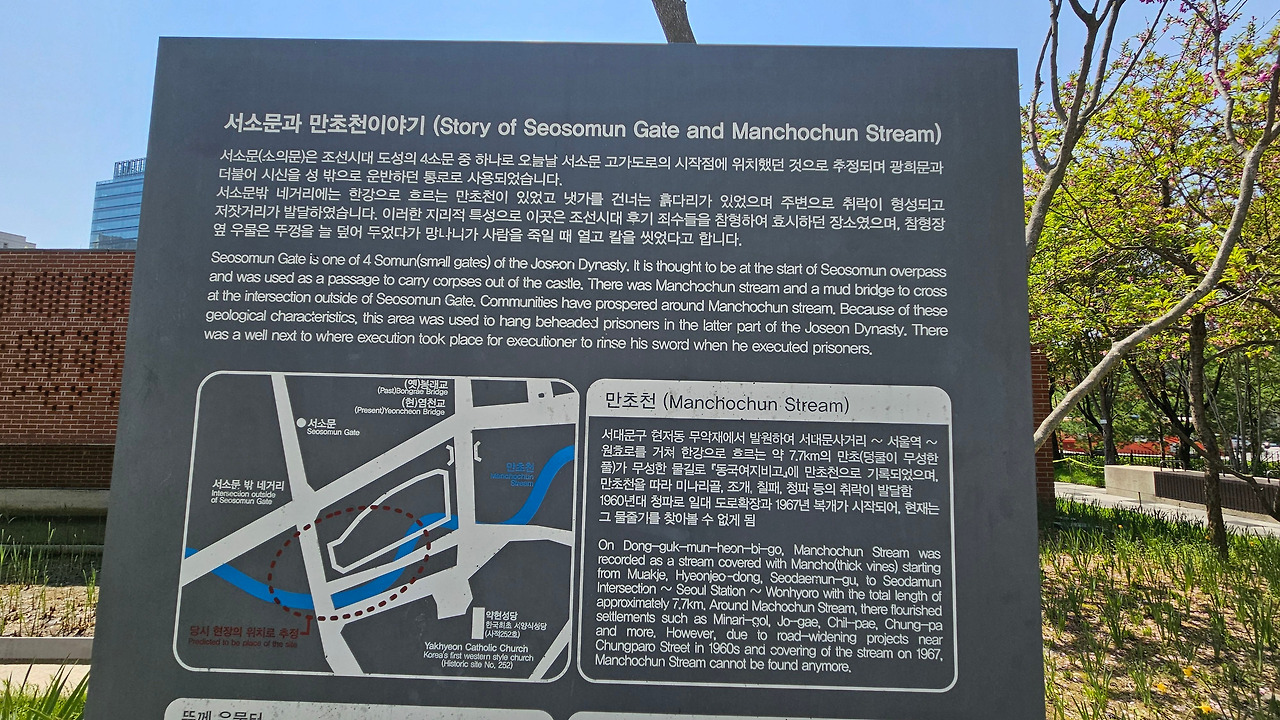 서소문과 만초천이야기 (Story of Seosomun Gate and Manchochun Stream)
서소문(소의문)은 조선시대 도성의 4소문 중 하나로 오늘날 서소문 고가도로의 시작점에 위치했던 것으로 추정되며 광희문과
더불어 시신을 성 밖으로 운반하던 통로로 사용되었습니다.
서소문밖 네거리에는 한강으로 흐르는 만초천이 있었고 냇가를 건너는 흙다리가 있었으며 주변으로 취락이 형성되고
저잣거리가 발달하였습니다. 이러한 지리적 특성으로 이곳은 조선시대 후기 죄수들을 참형하여 효시하던 장소였으며, 참형장
옆 우물은 뚜껑을 늘 덮어 두었다가 망나니가 사람을 죽일 때 열고 칼을 씻었다고 합니다.
Seosomun Gate is one of 4 Somun(small gates) of the Joseon Dynasty. It is thought to be at the start of Seosomun overpass
and was used as a passage to carry corpses out of the castle. There was Manchochun stream and a mud bridge to cross
at the intersection outside of Seosomun Gate. Communities have prospered around Manchochun stream. Because of these
geological characteristics, this area was used to hang beheaded prisoners in the latter part of the Joseon Dynasty. There
was a well next to where execution took place for executioner to rinse his sword when he executed prisoners.
(옛)봉래교
(Past)Bongrae Bridge
(현)염천교
(Present)Yeoncheon Bridge
서소문
Seosomun Gate
만초천
Manchochun
Stream
서소문 밖 네거리
Intersection outside
of Seosomun Gate
당시 현장의 위치로 추정
Predicted to be place of the site
약현성당
한국최초 서양식성당
(사적252호)
Yakhyeon Catholic Church
Korea's first western style church
(Historic site No, 252)
만초천 (Manchochun Stream)
서대문구 현저동 무악재에서 발원하여 서대문사거리 ~ 서울역 ~
원효로를 거쳐 한강으로 흐르는 약 7.7km의 만초(덩쿨이 무성한
풀)가 무성한 물길로 『동국여지비고』에 만초천으로 기록되었으며,
만초천을 따라 미나리골, 조개, 칠패, 청파 등의 취락이 발달함
1960년대 청파로 일대 도로확장과 1967년 복개가 시작되어, 현재는
그 물줄기를 찾아볼 수 없게 됨
On Dong-guk-mun-heon-bi-go, Manchochun Stream was
recorded as a stream covered with Mancho(thick vines) starting
from Muakje, Hyeonjeo-dong, Seodaemun-gu, to Seodamun
Intersection ~ Seoul Station ~ Wonhyoro with the total length of
approximately 7.7km, Around Machochun Stream, there flourished
settlements such as Minari-gol, Jo-gae, Chil-pae, Chung-pa
and more. However, due to road-widening projects near
Chungparo Street in 1960s and covering of the stream on 1967,
Manchochun Stream cannot be found anymore.